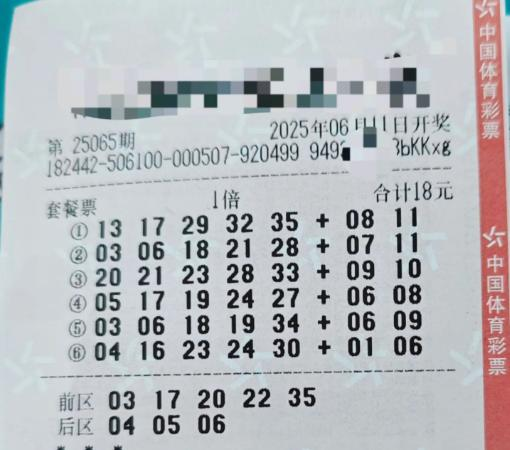 第 25065期
2025年06月11日开奖
182442-506100-000507-920499 949 bKKxg
套餐票 1倍 合计18元
① 13 17 29 32 35 + 08 11
② 03 06 18 21 28 + 07 11
③ 20 21 23 28 33 + 09 10
④ 05 17 19 24 27 + 06 08
⑤ 03 06 18 19 34 + 06 09
⑥ 04 16 23 24 30 + 01 06
前区 03 17 20 22 35
后区 04 05 06
中国体育彩票
中国体育彩票